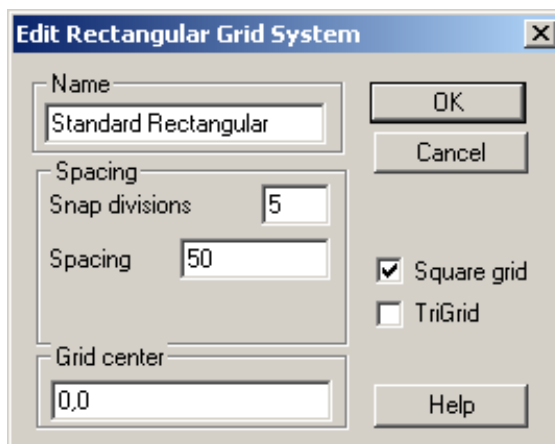 Edit Rectangular Grid System
Name
Standard Rectangular
OK
Cancel
Spacing
Snap divisions 5
Spacing 50
Square grid
TriGrid
Grid center
0,0
Help